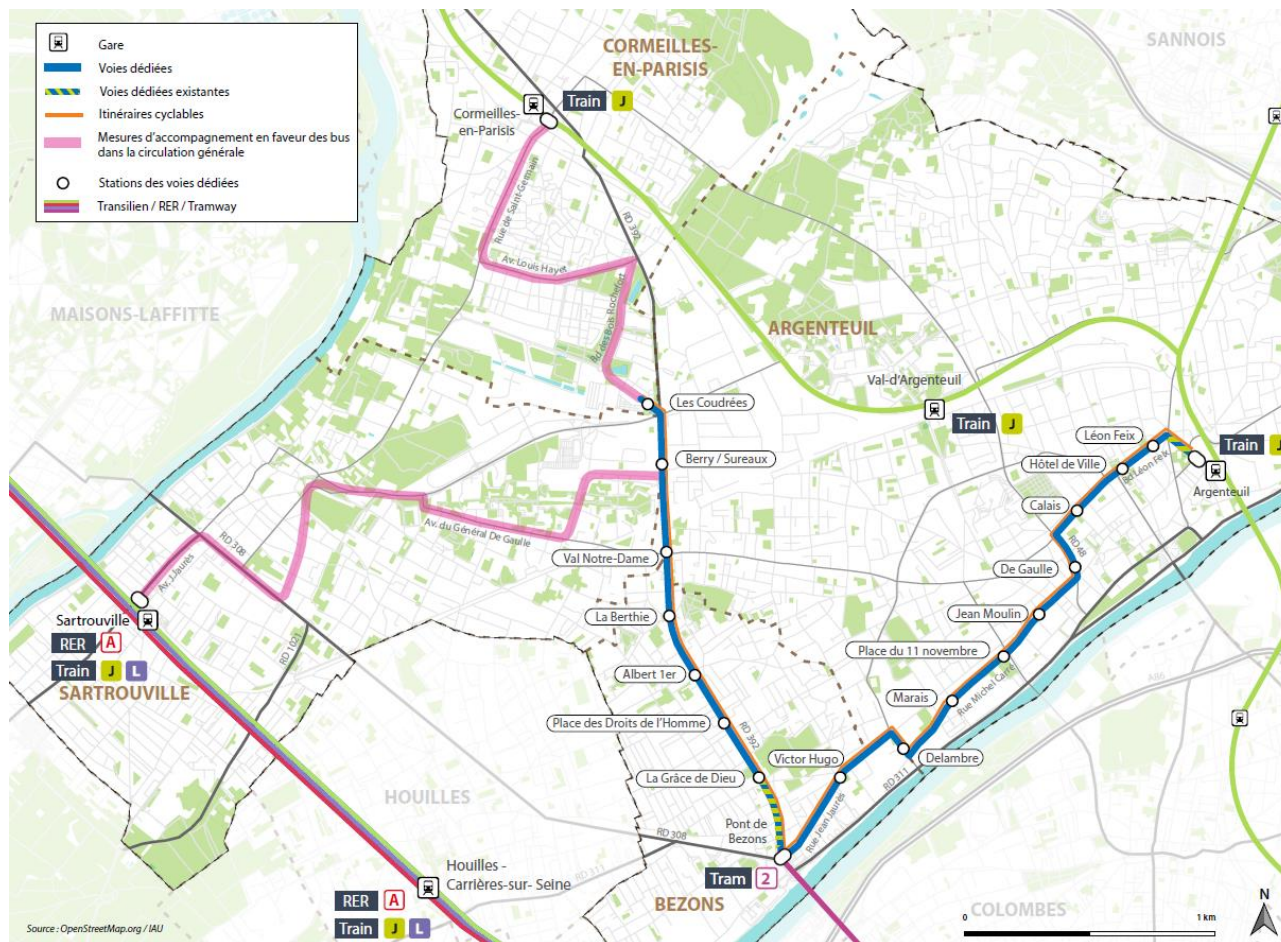 Gare
Voies dédiées
Voies dédiées existantes
Itinéraires cyclables
Mesures d'accompagnement en faveur des bus
dans la circulation générale
Stations des voies dédiées
Transilien / RER / Tramway
CORMEILLES-
EN-PARISIS
SANNOIS
Train J
Cormeilles-
en-Parisis
Rue de Saint-Germain
RD 392
Av. Louis Hayet
Rd des Bois Rochefort
MAISONS-LAFFITTE
ARGENTEUIL
Val-d'Argenteuil
Train J
Les Coudrées
Léon Feix
Train J
Berry / Sureaux
Hôtel de Ville
Bd Léon Feix
Argenteuil
Calais
Av. du Général De Gaulle
RD 308
RD 48
Val Notre-Dame
De Gaulle
Av. J.Jaurès
Sartrouville
La Berthie
Jean Moulin
RER A
Train J L
RD 1021
Place du 11 novembre
SARTROUVILLE
Albert 1er
A86
Marais
Rue Michel Carré
Place des Droits de l'Homme
RD 392
Victor Hugo
Delambre
La Grâce de Dieu
RD 311
HOUILLES
Pont de
Bezons
Rue Jean Jaurès
RD 308
Houilles -
Carrières-sur- Seine
RD 311
Tram 2
RER A
Train J L
BEZONS
COLOMBES
N
0
1 km
Source : OpenStreetMap.org / IAU